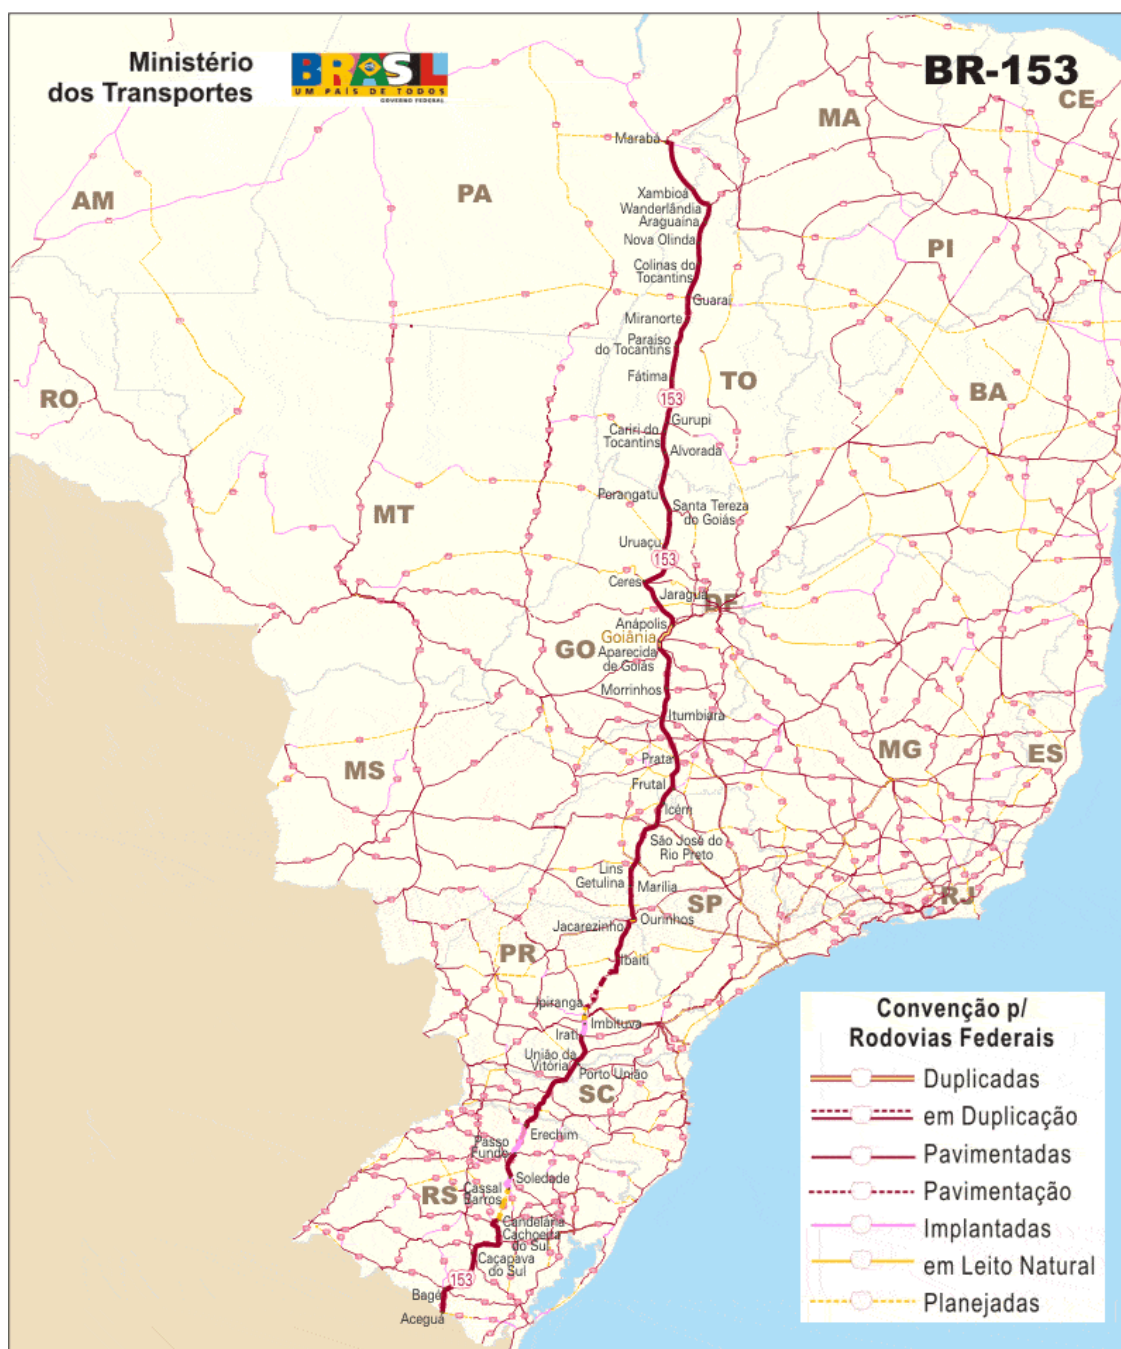 Ministério
dos Transportes
BRASIL
UM PAÍS DE TODOS
GOVERNO FEDERAL
BR-153
CE
MA
Marabá
AM
PA
Xambioá
Wanderlândia
Araguaína
Nova Olinda
PI
Colinas do
Tocantins
Guaraí
Miranorte
Paraíso
do Tocantins
Fátima
TO
RO
BA
153
Gurupi
Cariri do
Tocantins
Alvorada
Porangatu
Santa Tereza
do Goiás
MT
Uruaçu
153
Ceres
Jaraguá
DF
Anápolis
Goiânia
GO
Aparecida
de Goiás
Morrinhos
Itumbiara
MG
ES
Prata
MS
Frutal
Icém
São José do
Rio Preto
Lins
Getulina
Marília
SP
RJ
Ourinhos
Jacarezinho
PR
Ibaiti
Ipiranga
Imbituva
Irati
União da
Vitória
Porto União
SC
Erechim
Passo
Fundo
Soledade
RS
Cassal
Barros
Candelária
Cachoeira
do Sul
Caçapava
do Sul
153
Bagé
Aceguá
Convenção p/
Rodovias Federais
Duplicadas
em Duplicação
Pavimentadas
Pavimentação
Implantadas
em Leito Natural
Planejadas